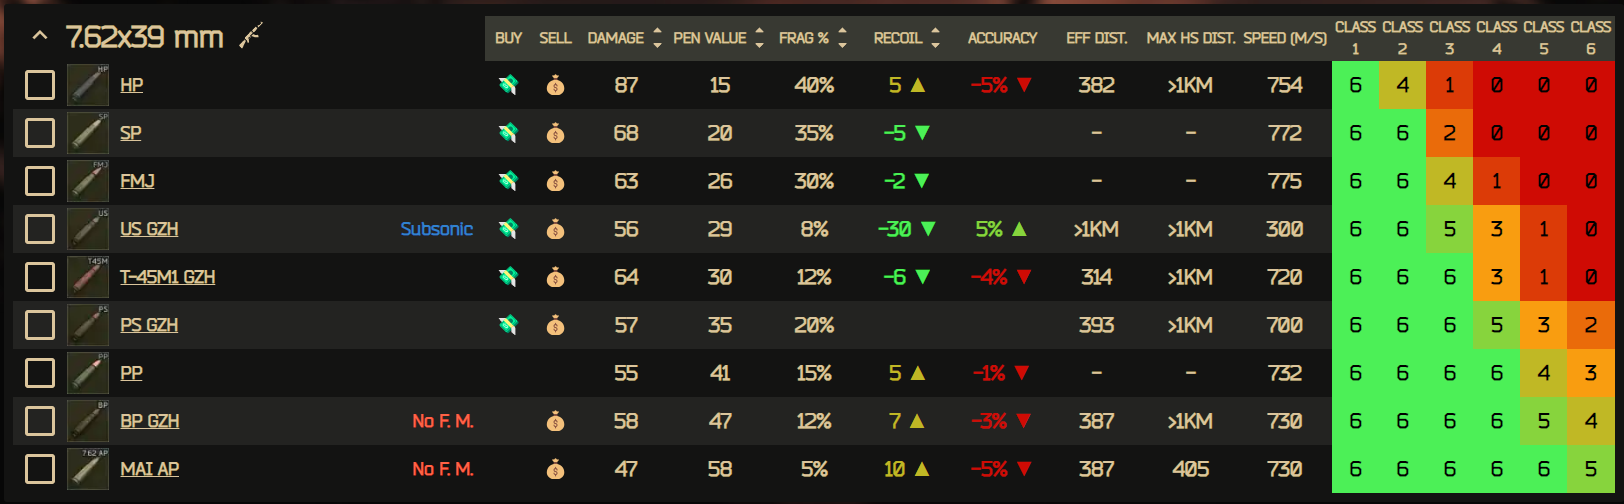 7.62x39 mm BUY SELL DAMAGE PEN VALUE FRAG % RECOIL ACCURACY EFF DIST. MAX HS DIST. SPEED (M/S) CLASS 1 CLASS 2 CLASS 3 CLASS 4 CLASS 5 CLASS 6
HP HP 87 15 40% 5 ▲ -5% ▼ 382 >1KM 754 6 4 1 0 0 0
SP SP 68 20 35% -5 ▼ - - 772 6 6 2 0 0 0
FMJ FMJ 63 26 30% -2 ▼ - - 775 6 6 4 1 0 0
US US GZH Subsonic 56 29 8% -30 ▼ 5% ▲ >1KM >1KM 300 6 6 5 3 1 0
T45M T-45M1 GZH 64 30 12% -6 ▼ -4% ▼ 314 >1KM 720 6 6 6 3 1 0
PS PS GZH 57 35 20% 393 >1KM 700 6 6 6 5 3 2
PP PP 55 41 15% 5 ▲ -1% ▼ - - 732 6 6 6 6 4 3
BP BP GZH No F. M. 58 47 12% 7 ▲ -3% ▼ 387 >1KM 730 6 6 6 6 5 4
7.62 AP MAI AP No F. M. 47 58 5% 10 ▲ -5% ▼ 387 405 730 6 6 6 6 6 5